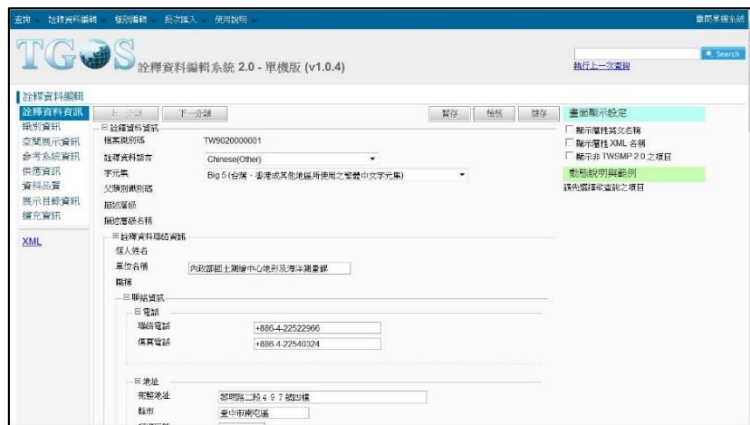 查詢 詮釋資料編輯 樣板編輯 批次匯入 使用說明 關閉單機系統
TGOS 詮釋資料編輯系統 2.0 - 單機版 (v1.0.4)
Search
執行上一次查詢
詮釋資料編輯
詮釋資料資訊
識別資訊
空間展示資訊
參考系統資訊
供應資訊
資料品質
展示目錄資訊
擴充資訊
XML
上一分頁 下一分頁 暫存 檢核 儲存
詮釋資料資訊
檔案識別碼 TW9020000001
詮釋資料語言 Chinese(Other)
字元集 Big 5 (台灣、香港或其他地區所使用之繁體中文字元集)
父類別識別碼
描述層級
描述層級名稱
詮釋資料聯絡資訊
個人姓名
單位名稱 內政部國土測繪中心地形及海洋測量課
職稱
聯絡資訊
電話
聯絡電話 +886-4-22522966
傳真電話 +886-4-22540324
地址
完整地址 黎明路二段４９７號四樓
縣市 臺中市南屯區
畫面顯示設定
顯示屬性英文名稱
顯示屬性 XML 名稱
顯示非 TWSMP 2.0 之項目
動態說明與範例
請先選擇欲查詢之項目